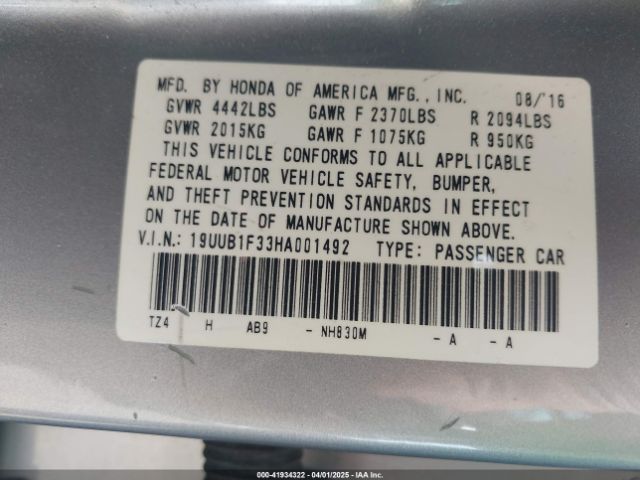 MFD. BY HONDA OF AMERICA MFG., INC. 08/'16
GVWR 4442LBS GAWR F 2370LBS R 2094LBS
GVWR 2015KG GAWR F 1075KG R 950KG
THIS VEHICLE CONFORMS TO ALL APPLICABLE
FEDERAL MOTOR VEHICLE SAFETY, BUMPER,
AND THEFT PREVENTION STANDARDS IN EFFECT
ON THE DATE OF MANUFACTURE SHOWN ABOVE.
V.I.N.: 19UUB1F33HA001492 TYPE: PASSENGER CAR
TZ4 H AB9 - NH830M - A - A
000-41934322 | 04/01/2025 | IAA Inc.